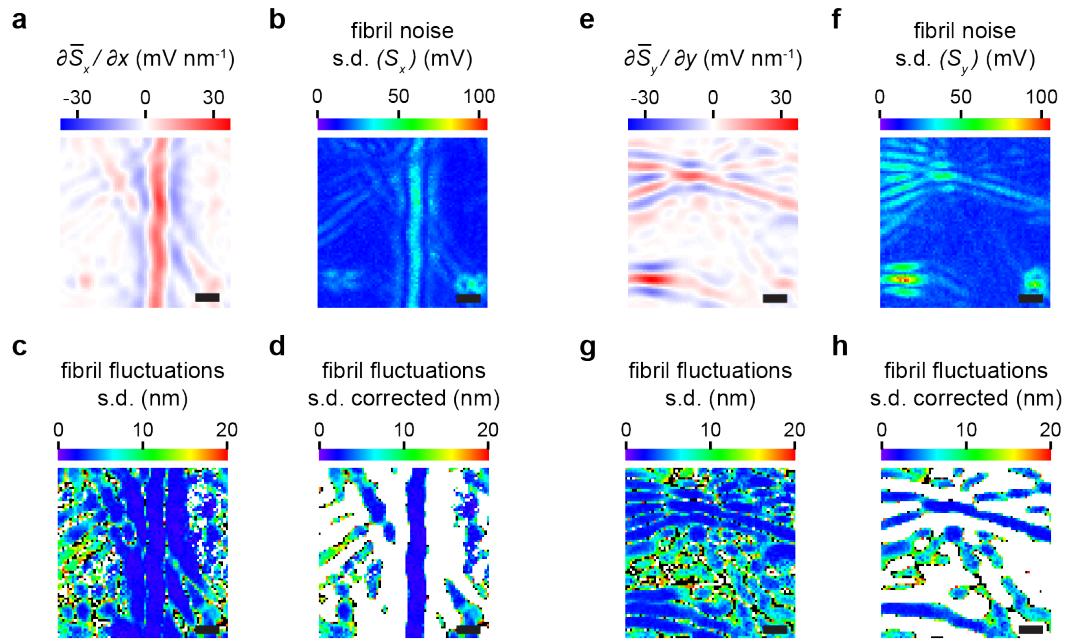 a
∂S̅ₓ / ∂x (mV nm⁻¹)
-30 0 30
b
fibril noise
s.d. (Sₓ) (mV)
0 50 100
e
∂S̅ᵧ / ∂y (mV nm⁻¹)
-30 0 30
f
fibril noise
s.d. (Sᵧ) (mV)
0 50 100
c
fibril fluctuations
s.d. (nm)
0 10 20
d
fibril fluctuations
s.d. corrected (nm)
0 10 20
g
fibril fluctuations
s.d. (nm)
0 10 20
h
fibril fluctuations
s.d. corrected (nm)
0 10 20